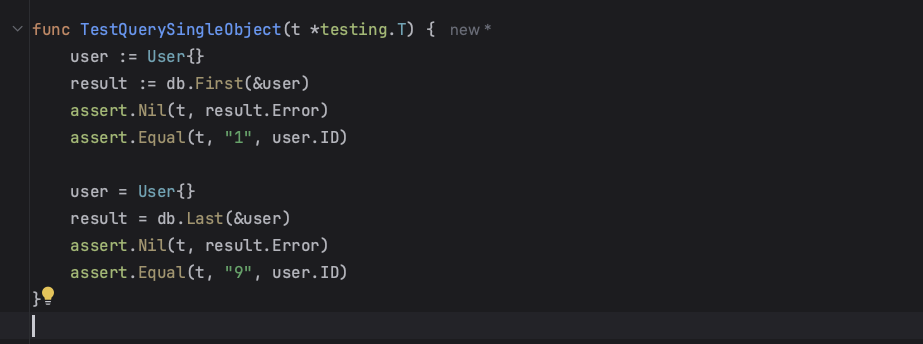 func TestQuerySingleObject(t *testing.T) { new *
    user := User{}
    result := db.First(&user)
    assert.Nil(t, result.Error)
    assert.Equal(t, "1", user.ID)

    user = User{}
    result = db.Last(&user)
    assert.Nil(t, result.Error)
    assert.Equal(t, "9", user.ID)
}